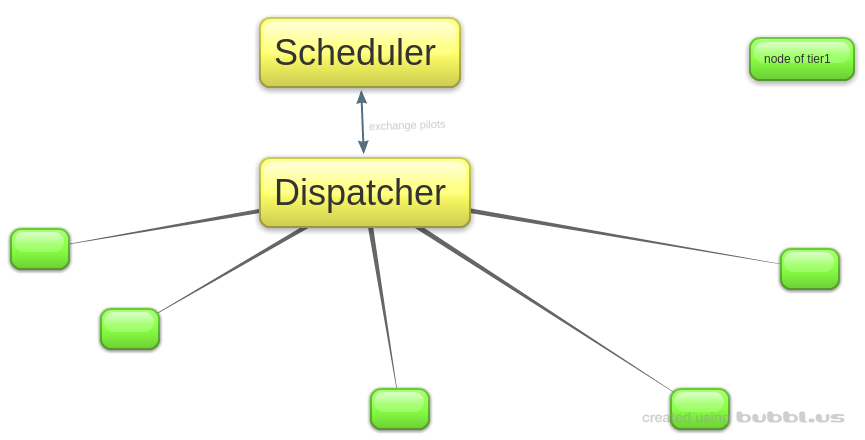 Scheduler
node of tier1
exchange pilots
Dispatcher
created using bubbl.us